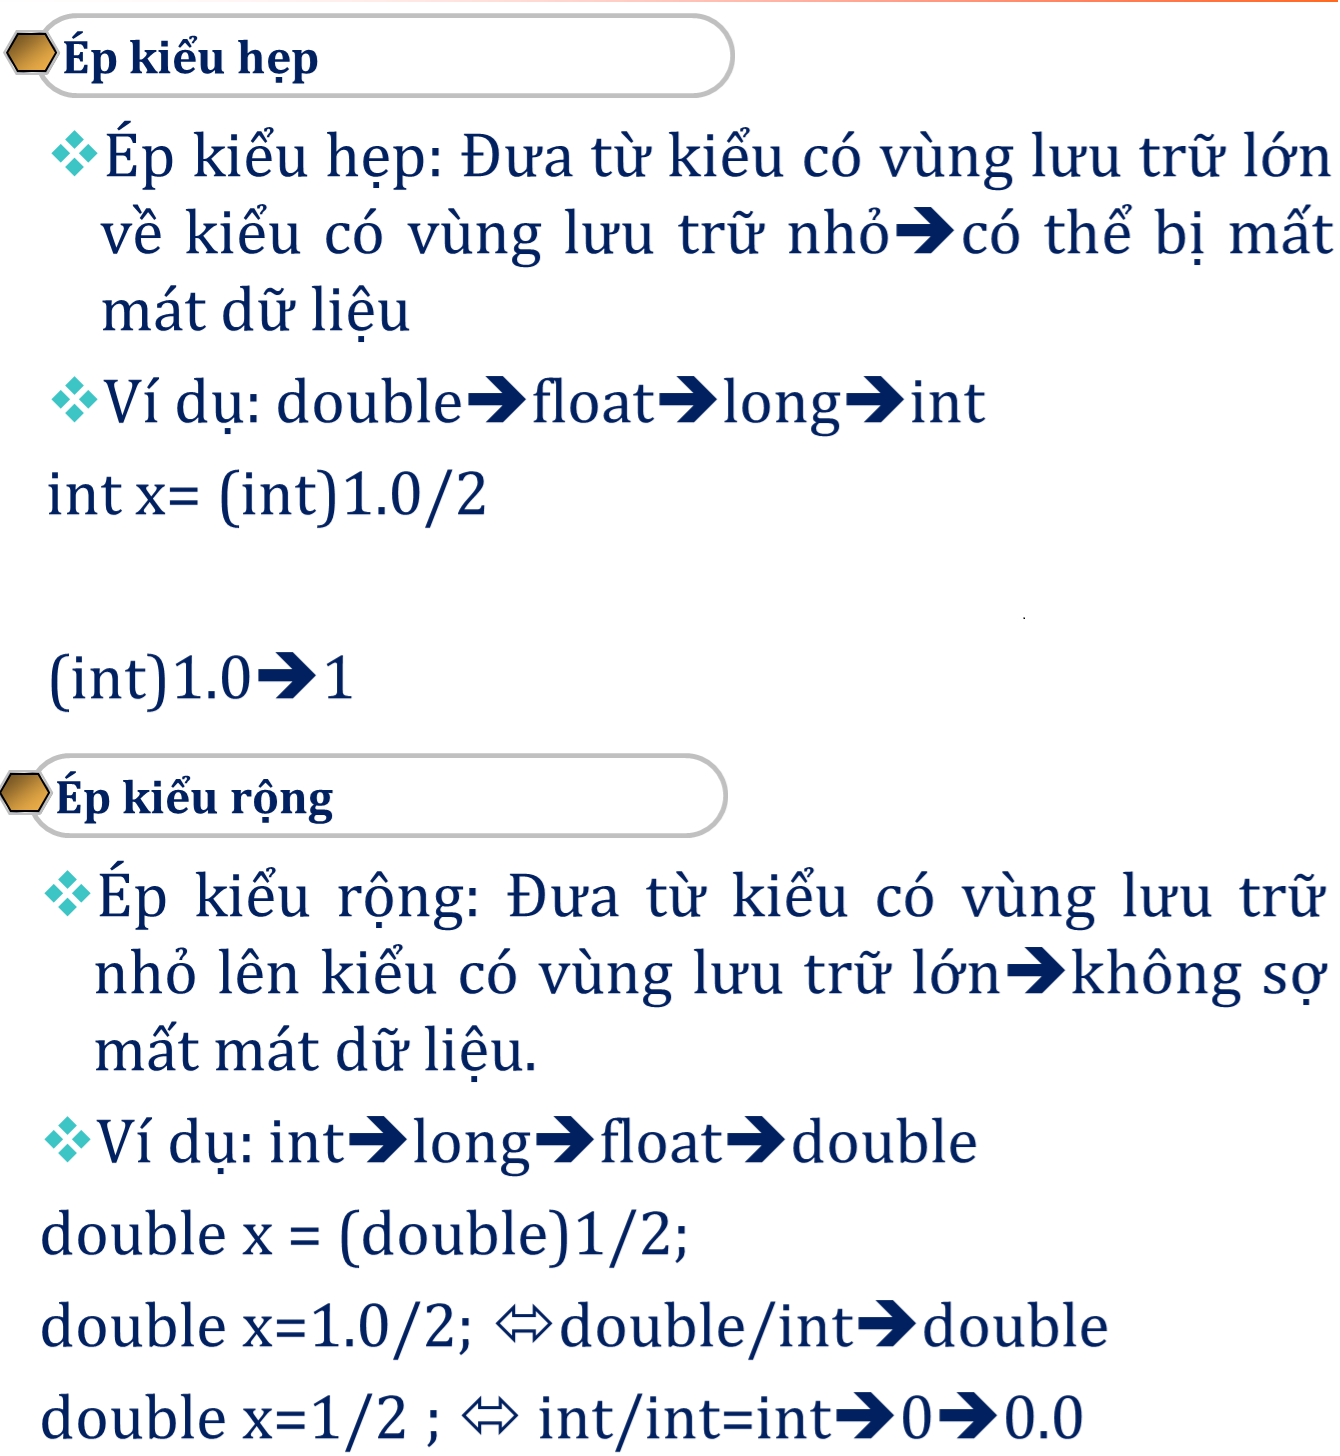 Ép kiểu hẹp
❖Ép kiểu hẹp: Đưa từ kiểu có vùng lưu trữ lớn
về kiểu có vùng lưu trữ nhỏ➔có thể bị mất
mát dữ liệu
❖Ví dụ: double➔float➔long➔int
int x= (int)1.0/2
(int)1.0➔1
Ép kiểu rộng
❖Ép kiểu rộng: Đưa từ kiểu có vùng lưu trữ
nhỏ lên kiểu có vùng lưu trữ lớn➔không sợ
mất mát dữ liệu.
❖Ví dụ: int➔long➔float➔double
double x = (double)1/2;
double x=1.0/2; ⬄double/int➔double
double x=1/2 ; ⬄ int/int=int➔0➔0.0